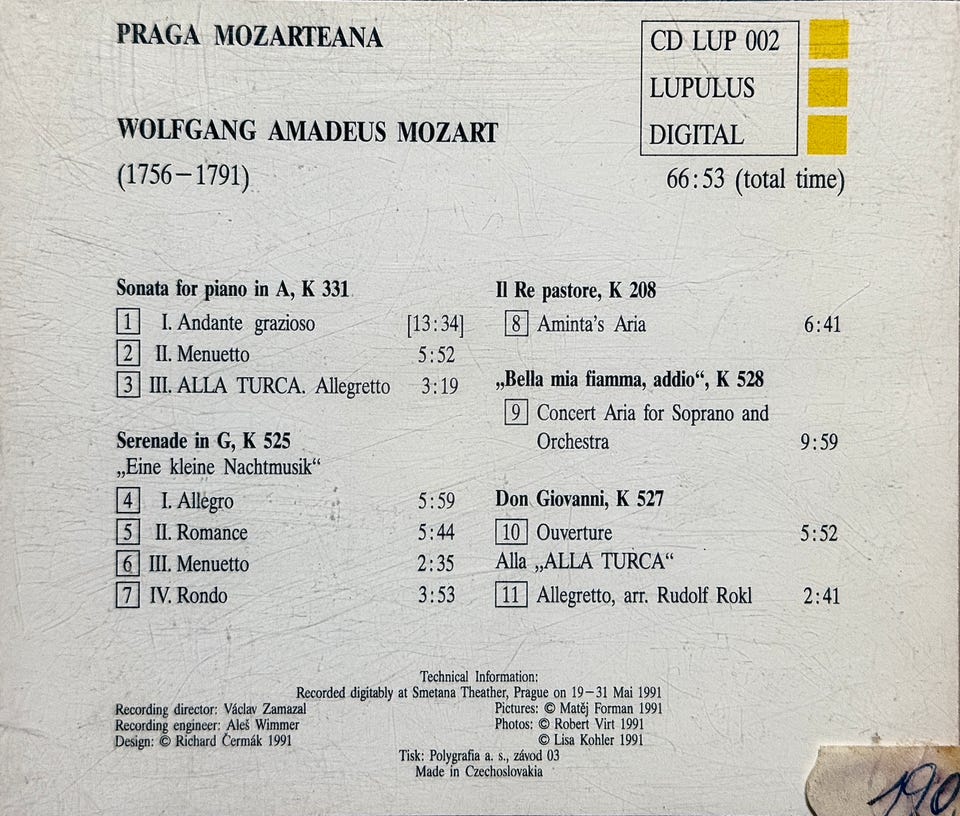 PRAGA MOZARTEANA
WOLFGANG AMADEUS MOZART
(1756–1791)
CD LUP 002
LUPULUS
DIGITAL
66:53 (total time)
Sonata for piano in A, K 331
1 I. Andante grazioso [13:34]
2 II. Menuetto 5:52
3 III. ALLA TURCA. Allegretto 3:19
Serenade in G, K 525
„Eine kleine Nachtmusik“
4 I. Allegro 5:59
5 II. Romance 5:44
6 III. Menuetto 2:35
7 IV. Rondo 3:53
Il Re pastore, K 208
8 Aminta's Aria 6:41
„Bella mia fiamma, addio“, K 528
9 Concert Aria for Soprano and
Orchestra 9:59
Don Giovanni, K 527
10 Ouverture 5:52
Alla „ALLA TURCA“
11 Allegretto, arr. Rudolf Rokl 2:41
Technical Information:
Recorded digitably at Smetana Theather, Prague on 19–31 Mai 1991
Recording director: Václav Zamazal
Recording engineer: Aleš Wimmer
Design: © Richard Čermák 1991
Pictures: © Matěj Forman 1991
Photos: © Robert Virt 1991
© Lisa Kohler 1991
Tisk: Polygrafia a. s., závod 03
Made in Czechoslovakia
190